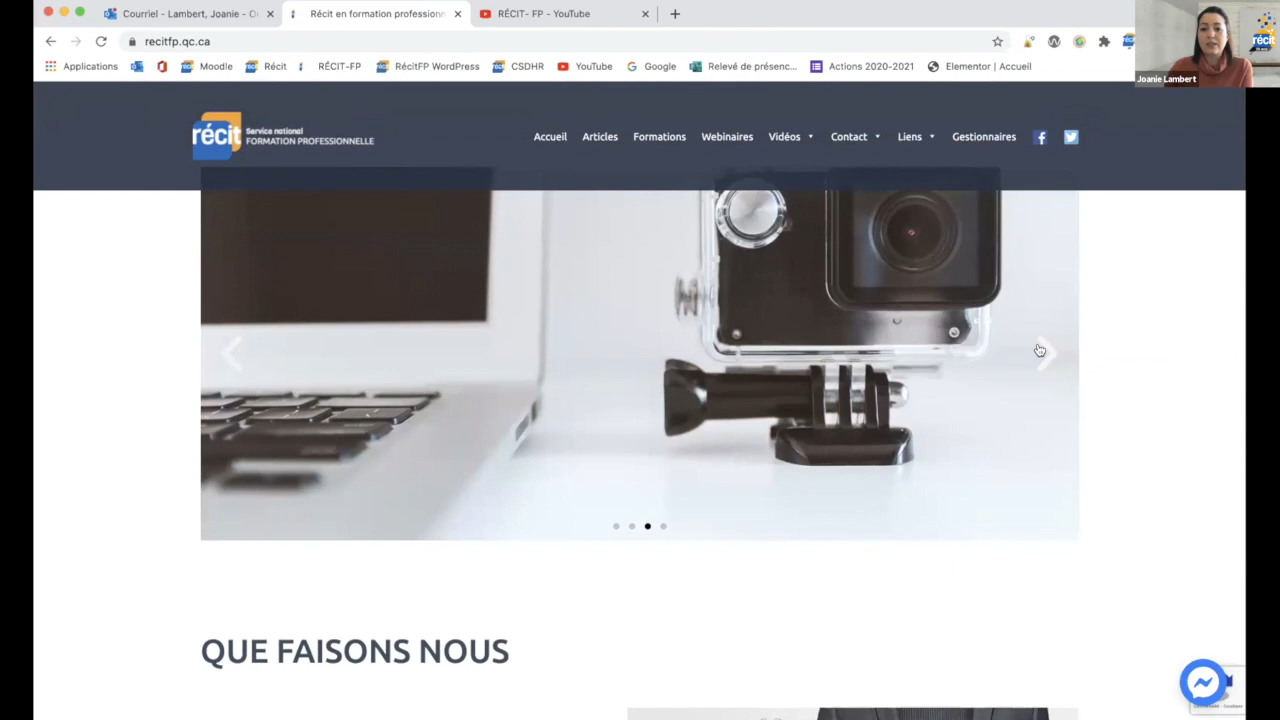 Courriel - Lambert, Joanie - O
Récit en formation professionn
RÉCIT- FP - YouTube
recitfp.qc.ca
Applications
Moodle
Récit
RÉCIT-FP
RécitFP WordPress
CSDHR
YouTube
Google
Relevé de présenc...
Actions 2020-2021
Elementor | Accueil
récit
Joanie Lambert
récit
Service national
FORMATION PROFESSIONNELLE
Accueil
Articles
Formations
Webinaires
Vidéos
Contact
Liens
Gestionnaires
QUE FAISONS NOUS